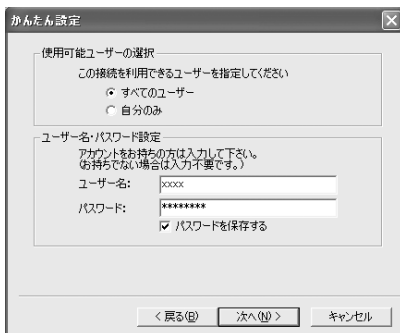 かんたん設定
使用可能ユーザーの選択
この接続を利用できるユーザーを指定してください
すべてのユーザー
自分のみ
ユーザー名・パスワード設定
アカウントをお持ちの方は入力して下さい。
(お持ちでない場合は入力不要です。)
ユーザー名: xxxx
パスワード: ********
パスワードを保存する
< 戻る(B) 次へ(N) > キャンセル